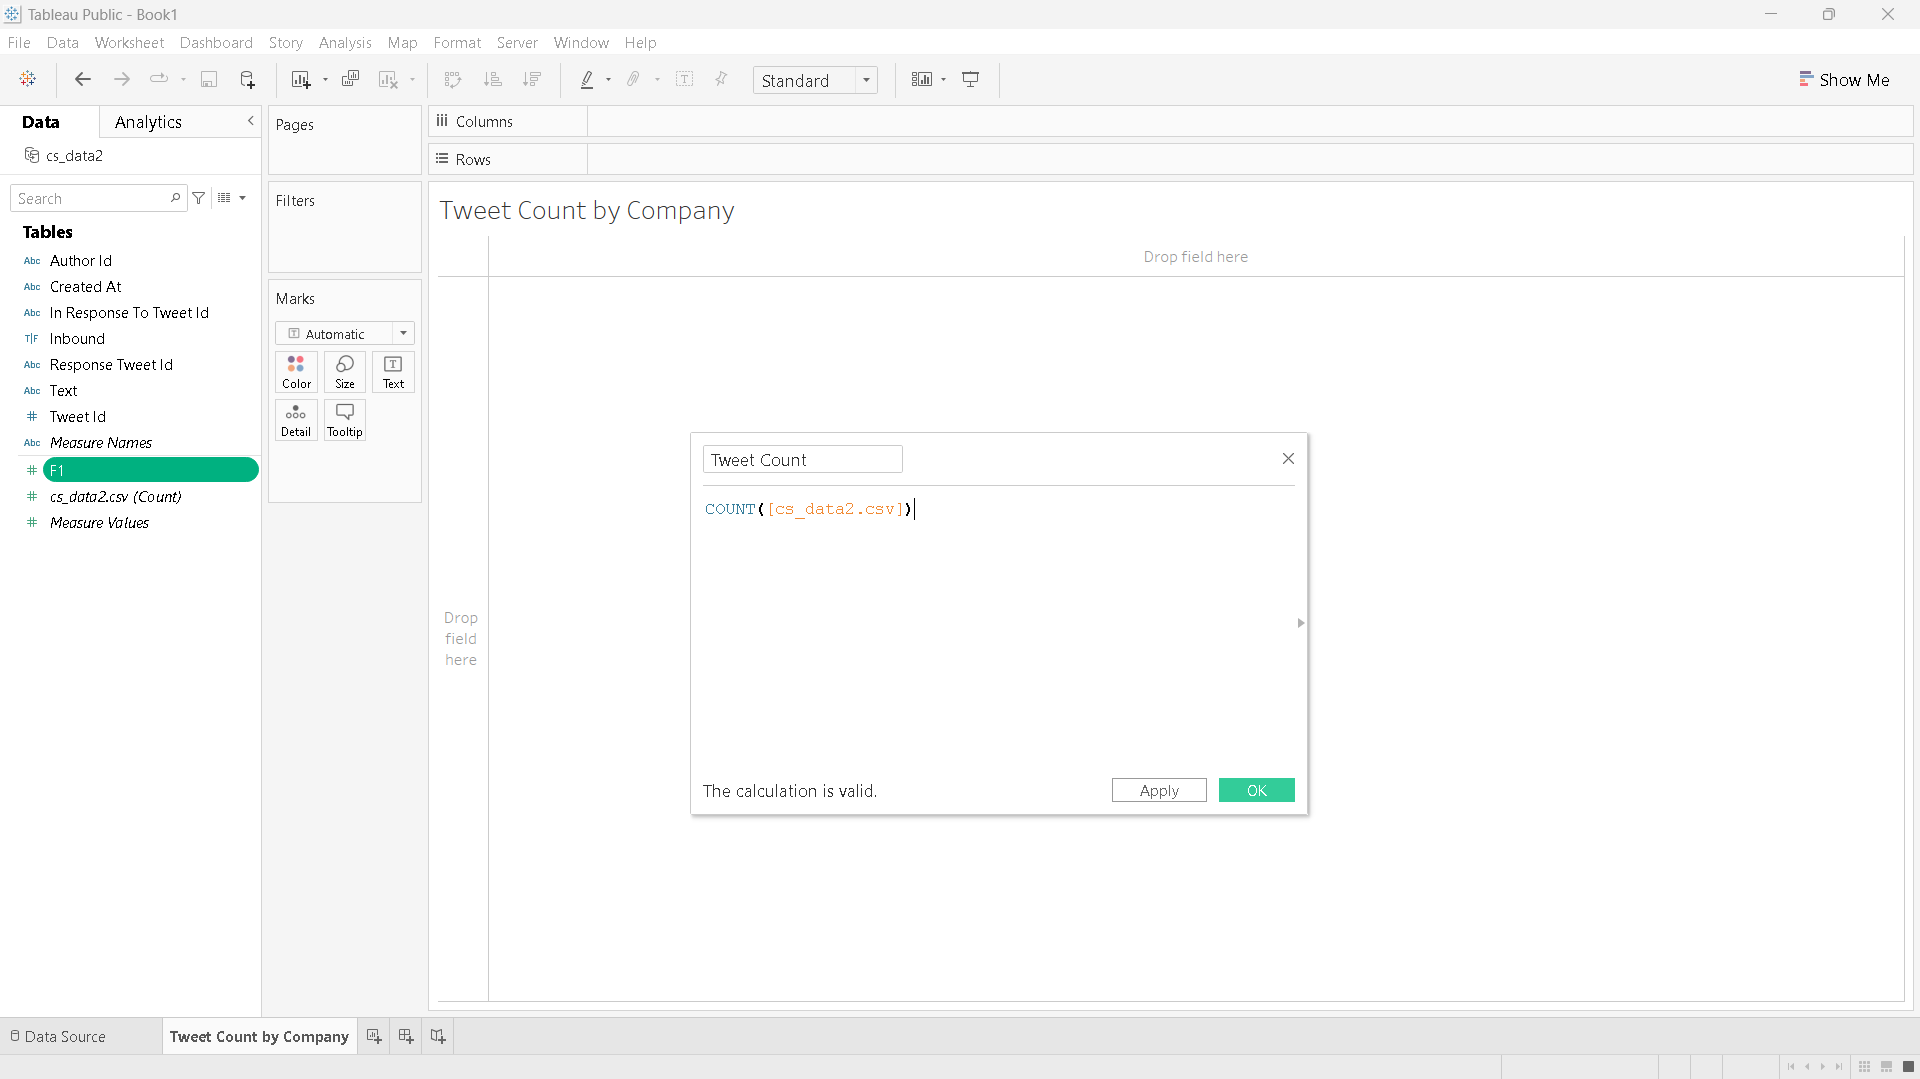 Tableau Public - Book1
File Data Worksheet Dashboard Story Analysis Map Format Server Window Help
Standard
Show Me
Data
Analytics
cs_data2
Search
Tables
Abc Author Id
Abc Created At
Abc In Response To Tweet Id
T|F Inbound
Abc Response Tweet Id
Abc Text
# Tweet Id
Abc Measure Names
# F1
# cs_data2.csv (Count)
# Measure Values
Pages
Filters
Marks
Automatic
Color
Size
Text
Detail
Tooltip
Columns
Rows
Tweet Count by Company
Drop field here
Drop
field
here
Tweet Count
COUNT([cs_data2.csv])
The calculation is valid.
Apply
OK
Data Source
Tweet Count by Company